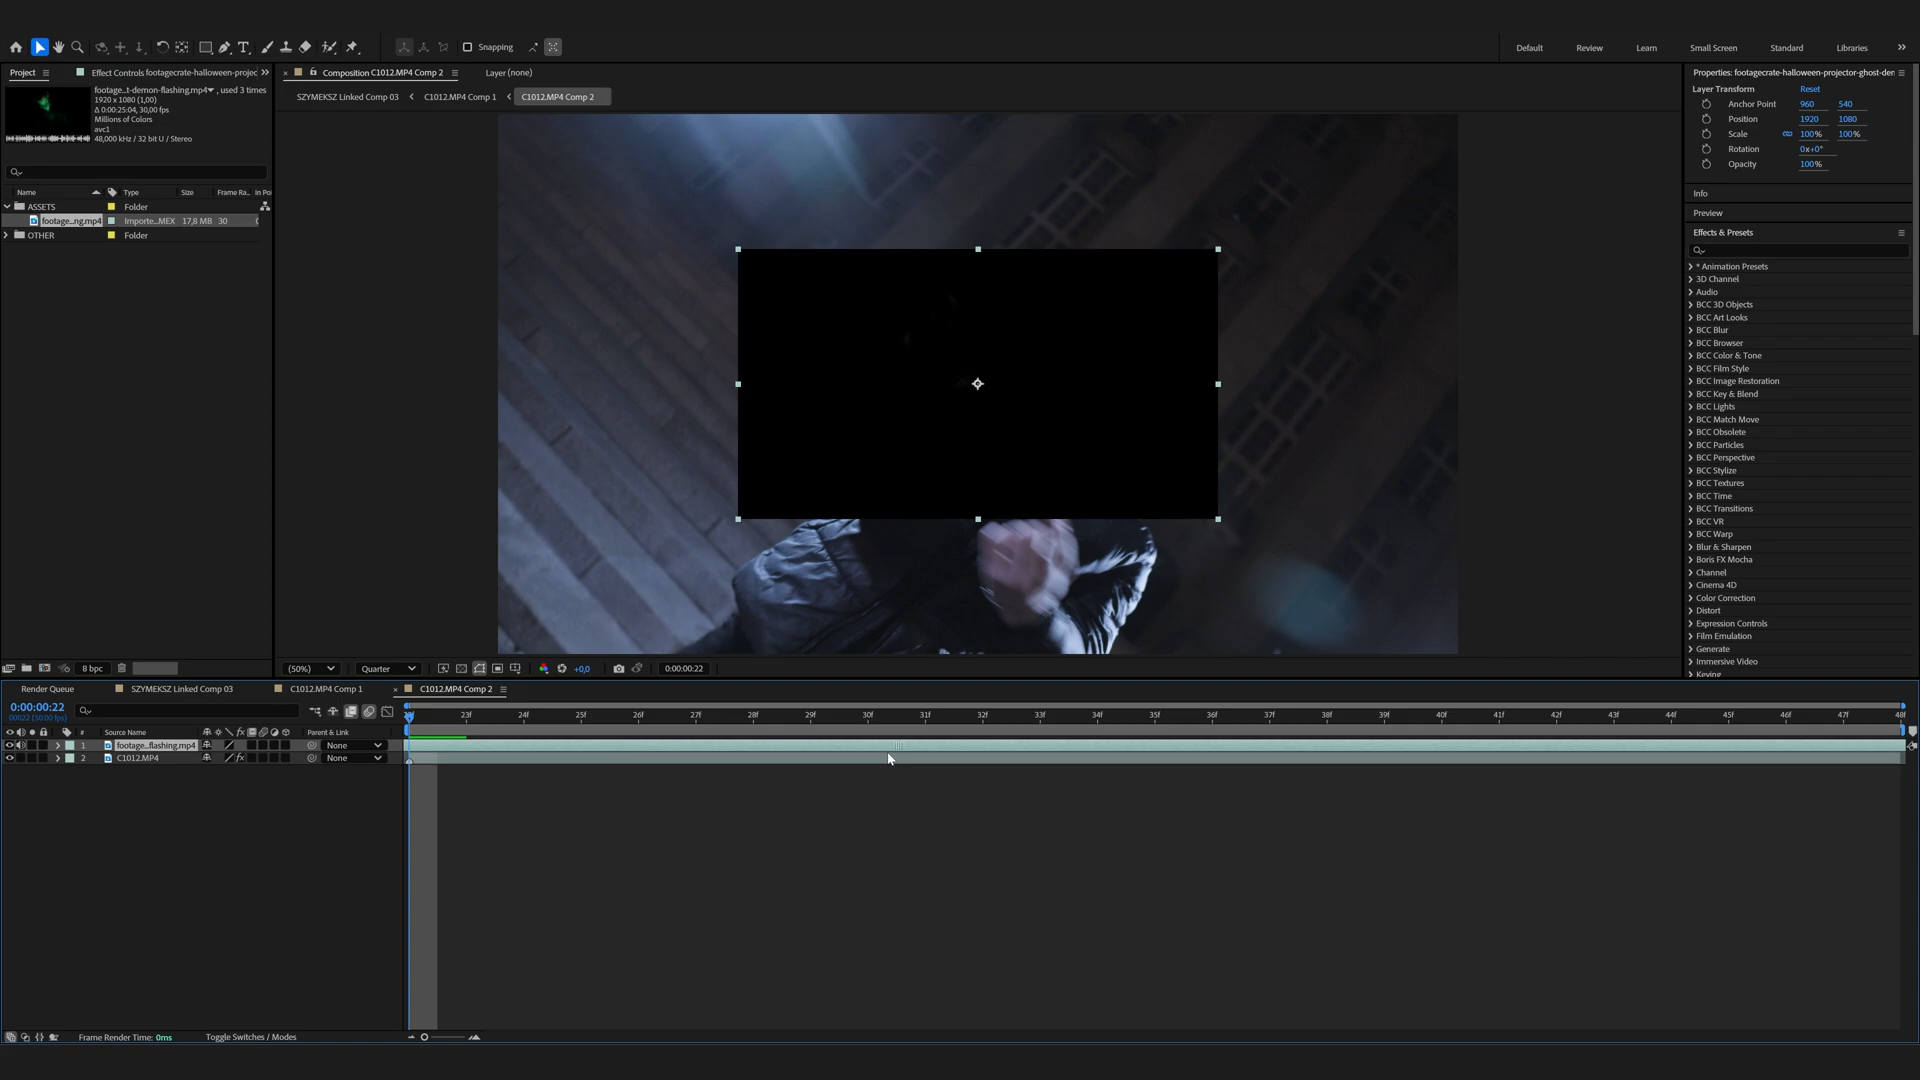 Snapping
Default
Review
Learn
Small Screen
Standard
Libraries
Project
Effect Controls footagecrate-halloween-projec
Composition C1012.MP4 Comp 2
Layer (none)
Properties: footagecrate-halloween-projector-ghost-den
footage...t-demon-flashing.mp4 , used 3 times
1920 x 1080 (1,00)
Δ 0:00:25:04, 30,00 fps
Millions of Colors
avc1
48,000 kHz / 32 bit U / Stereo
SZYMEKSZ Linked Comp 03
C1012.MP4 Comp 1
C1012.MP4 Comp 2
Layer Transform
Reset
Anchor Point 960 540
Position 1920 1080
Scale 100% 100%
Rotation 0x+0°
Opacity 100%
Info
Preview
Effects & Presets
Name Type Size Frame Ra... In Po
ASSETS Folder
footage...ng.mp4 Importe...MEX 17,8 MB 30
OTHER Folder
* Animation Presets
3D Channel
Audio
BCC 3D Objects
BCC Art Looks
BCC Blur
BCC Browser
BCC Color & Tone
BCC Film Style
BCC Image Restoration
BCC Key & Blend
BCC Lights
BCC Match Move
BCC Obsolete
BCC Particles
BCC Perspective
BCC Stylize
BCC Textures
BCC Time
BCC Transitions
BCC VR
BCC Warp
Blur & Sharpen
Boris FX Mocha
Channel
Cinema 4D
Color Correction
Distort
Expression Controls
Film Emulation
Generate
Immersive Video
Keying
8 bpc
(50%)
Quarter
+0,0
0:00:00:22
Render Queue
SZYMEKSZ Linked Comp 03
C1012.MP4 Comp 1
C1012.MP4 Comp 2
0:00:00:22
00022 (50.00 fps)
23f 24f 25f 26f 27f 28f 29f 30f 31f 32f 33f 34f 35f 36f 37f 38f 39f 40f 41f 42f 43f 44f 45f 46f 47f 48f
# Source Name Parent & Link
1 footage...flashing.mp4 None
2 C1012.MP4 None
Frame Render Time: 0ms
Toggle Switches / Modes